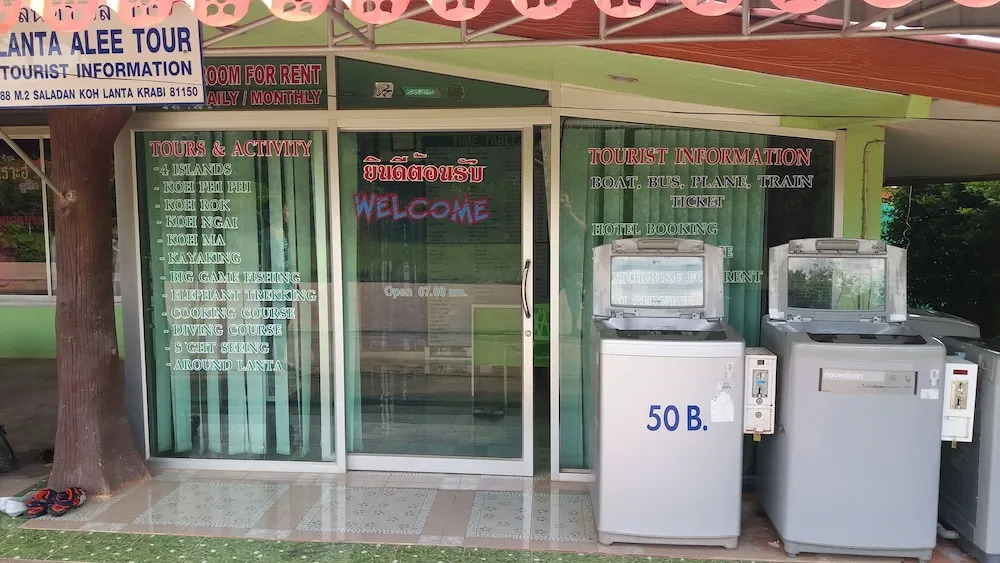 LANTA ALEE TOUR
TOURIST INFORMATION
88 M.2 SALADAN KOH LANTA KRABI 81150
ROOM FOR RENT
DAILY / MONTHLY
TOURS & ACTIVITY
- 4 ISLANDS
- KOH PHI PHI
- KOH ROK
- KOH NGAI
- KOH MA
- KAYAKING
- BIG GAME FISHING
- ELEPHANT TREKKING
- COOKING COURSE
- DIVING COURSE
- S GHT SEEING
- AROUND LANTA
TIME TABLE
ยินดีต้อนรับ
WELCOME
Open 07.00 am.
TOURIST INFORMATION
BOAT, BUS, PLANE, TRAIN
TICKET
HOTEL BOOKING
RENT
50 B.